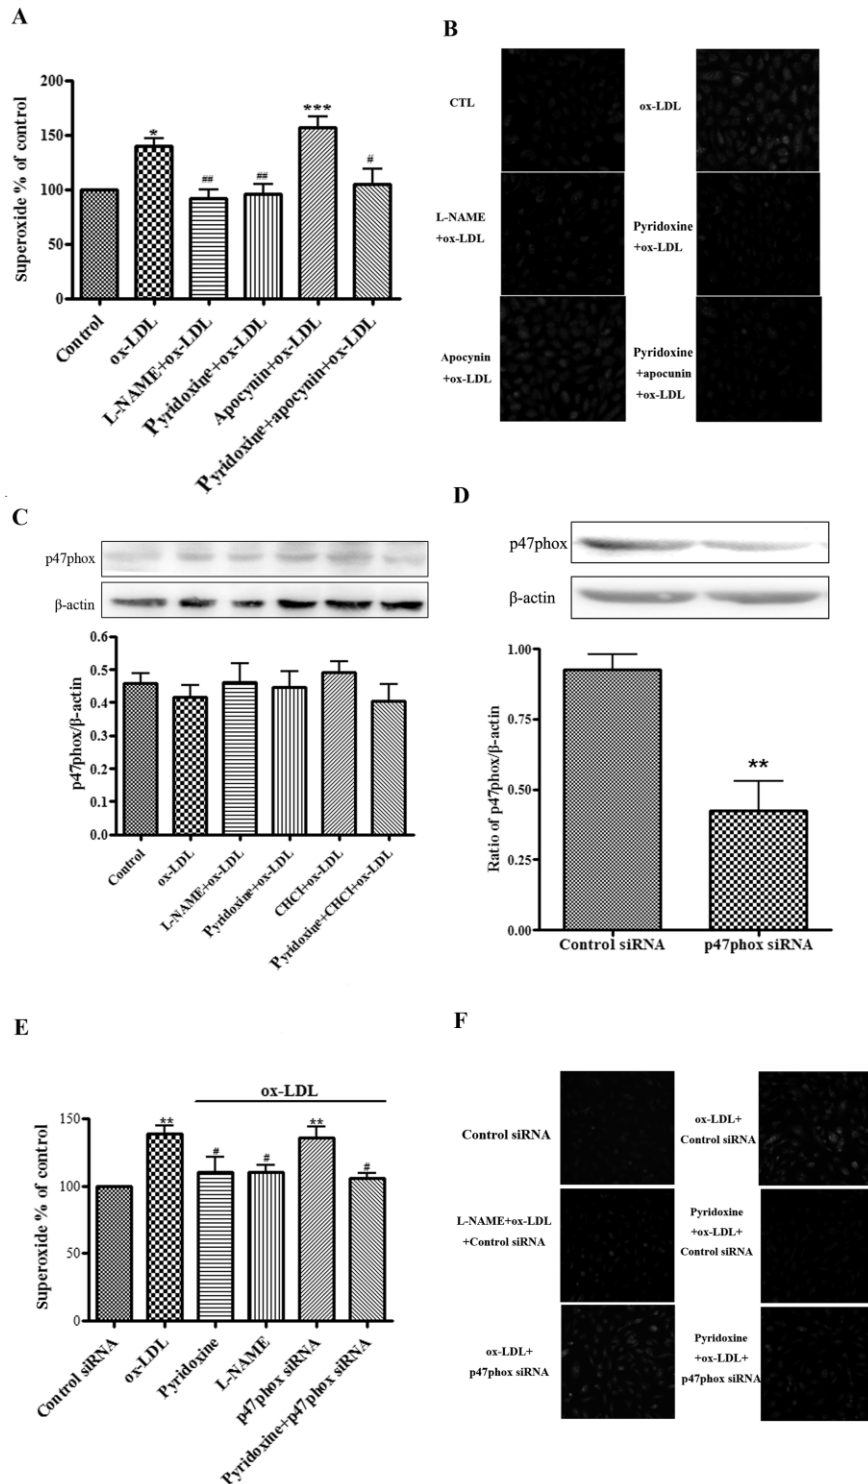 A
Superoxide % of control
200
150
100
50
0
*
##
##
***
#
Control
ox-LDL
L-NAME+ox-LDL
Pyridoxine+ox-LDL
Apocynin+ox-LDL
Pyridoxine+apocynin+ox-LDL
B
CTL
ox-LDL
L-NAME
+ox-LDL
Pyridoxine
+ox-LDL
Apocynin
+ox-LDL
Pyridoxine
+apocunin
+ox-LDL
C
p47phox
β-actin
p47phox/β-actin
0.6
0.5
0.4
0.3
0.2
0.1
0.0
Control
ox-LDL
L-NAME+ox-LDL
Pyridoxine+ox-LDL
CHCI+ox-LDL
Pyridoxine+CHCI+ox-LDL
D
p47phox
β-actin
Ratio of p47phox/β-actin
1.00
0.75
0.50
0.25
0.00
**
Control siRNA
p47phox siRNA
E
ox-LDL
Superoxide % of control
150
100
50
0
**
#
#
**
#
Control siRNA
ox-LDL
Pyridoxine
L-NAME
p47phox siRNA
Pyridoxine+p47phox siRNA
F
Control siRNA
ox-LDL+
Control siRNA
L-NAME+ox-LDL
+Control siRNA
Pyridoxine
+ox-LDL+
Control siRNA
ox-LDL+
p47phox siRNA
Pyridoxine
+ox-LDL+
p47phox siRNA